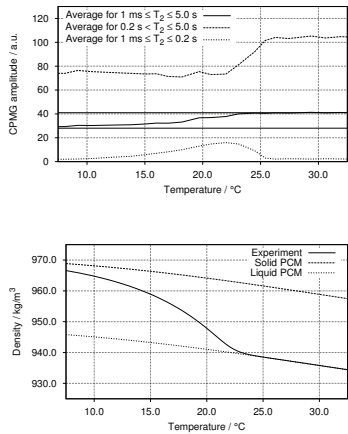 Average for 1 ms ≤ T2 ≤ 5.0 s
Average for 0.2 s < T2 ≤ 5.0 s
Average for 1 ms ≤ T2 ≤ 0.2 s
CPMG amplitude / a.u.
120
100
80
60
40
20
0
10.0 15.0 20.0 25.0 30.0
Temperature / °C
Experiment
Solid PCM
Liquid PCM
Density / kg/m3
970.0
960.0
950.0
940.0
930.0
10.0 15.0 20.0 25.0 30.0
Temperature / °C